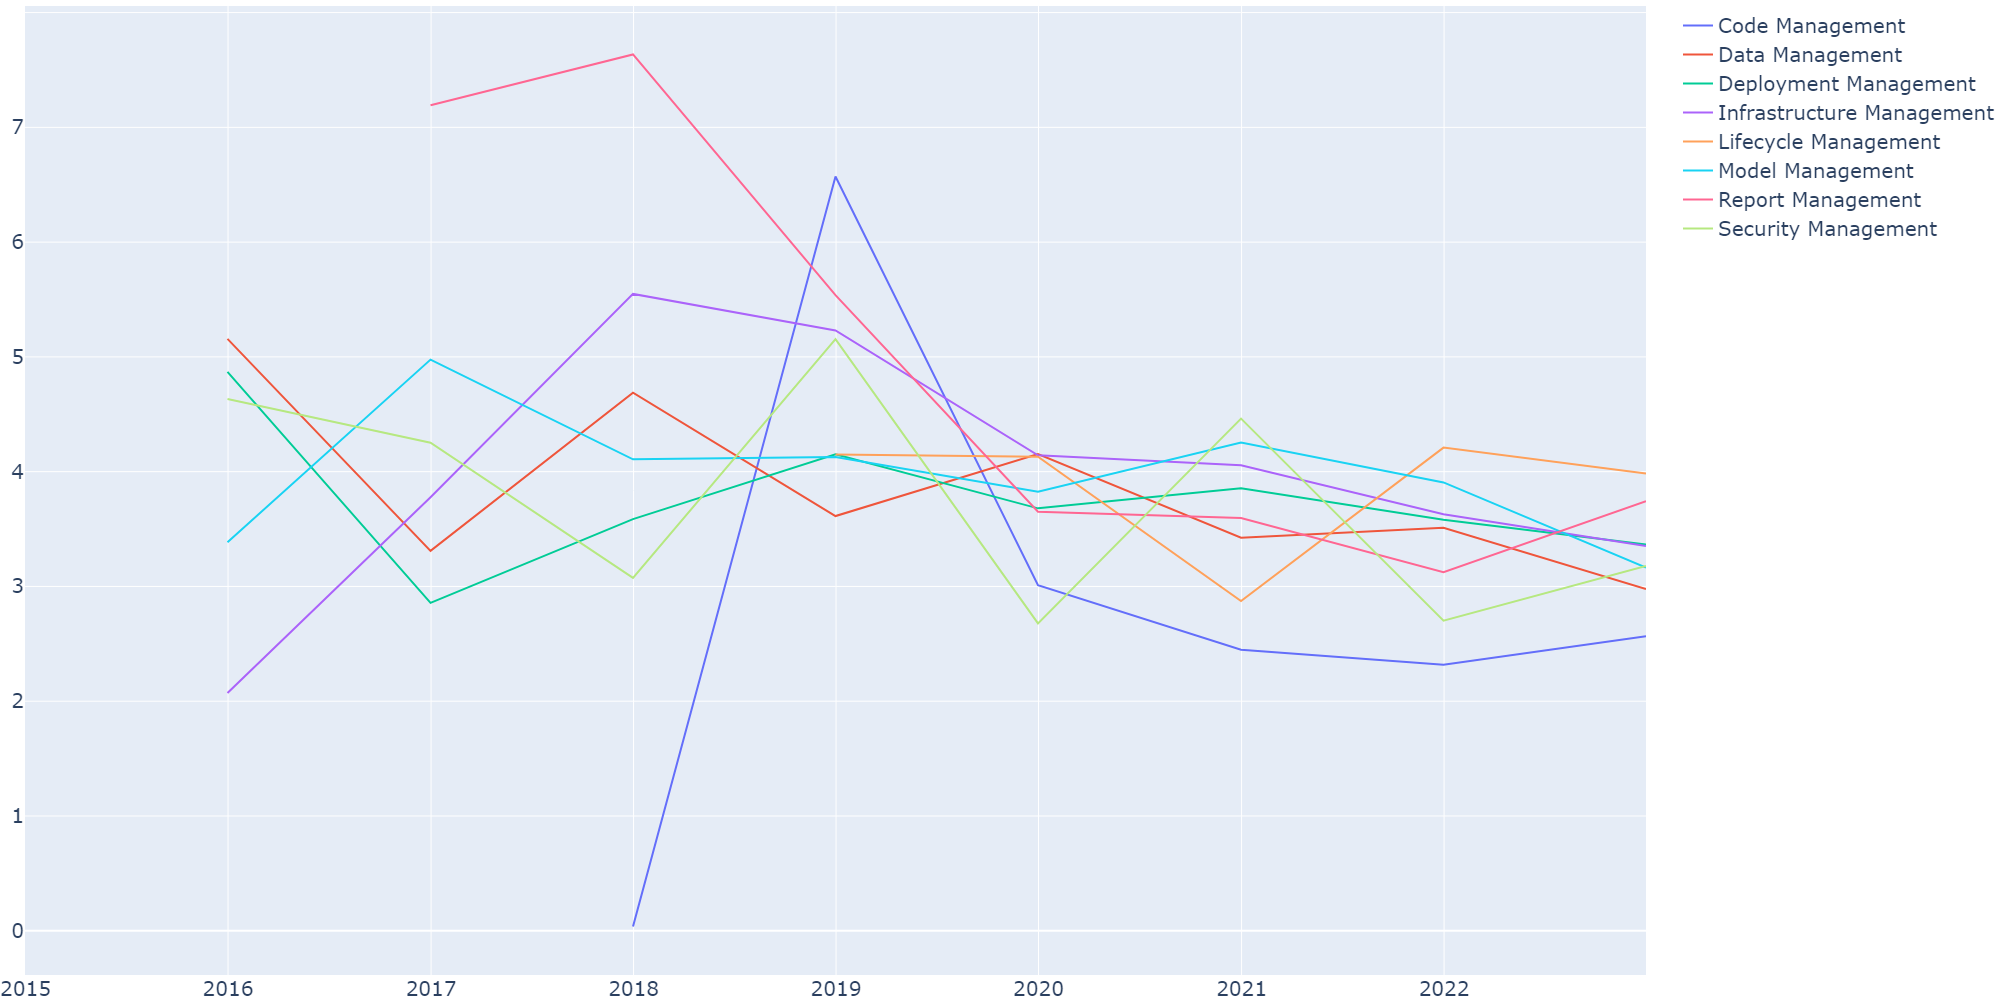 Code Management
Data Management
Deployment Management
Infrastructure Management
Lifecycle Management
Model Management
Report Management
Security Management
7
6
5
4
3
2
1
0
2015 2016 2017 2018 2019 2020 2021 2022